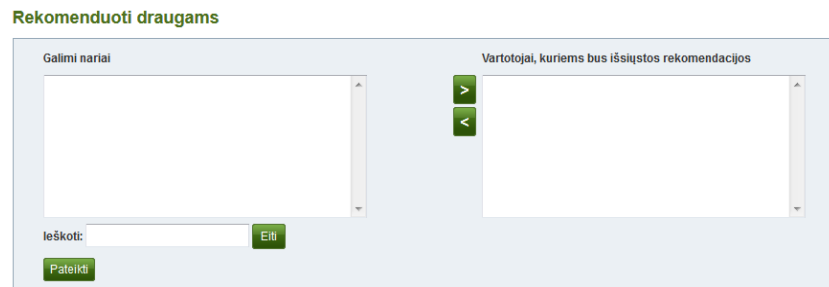 Rekomenduoti draugams
Galimi nariai
Vartotojai, kuriems bus išsiųstos rekomendacijos
>
<
Ieškoti:
Eiti
Pateikti